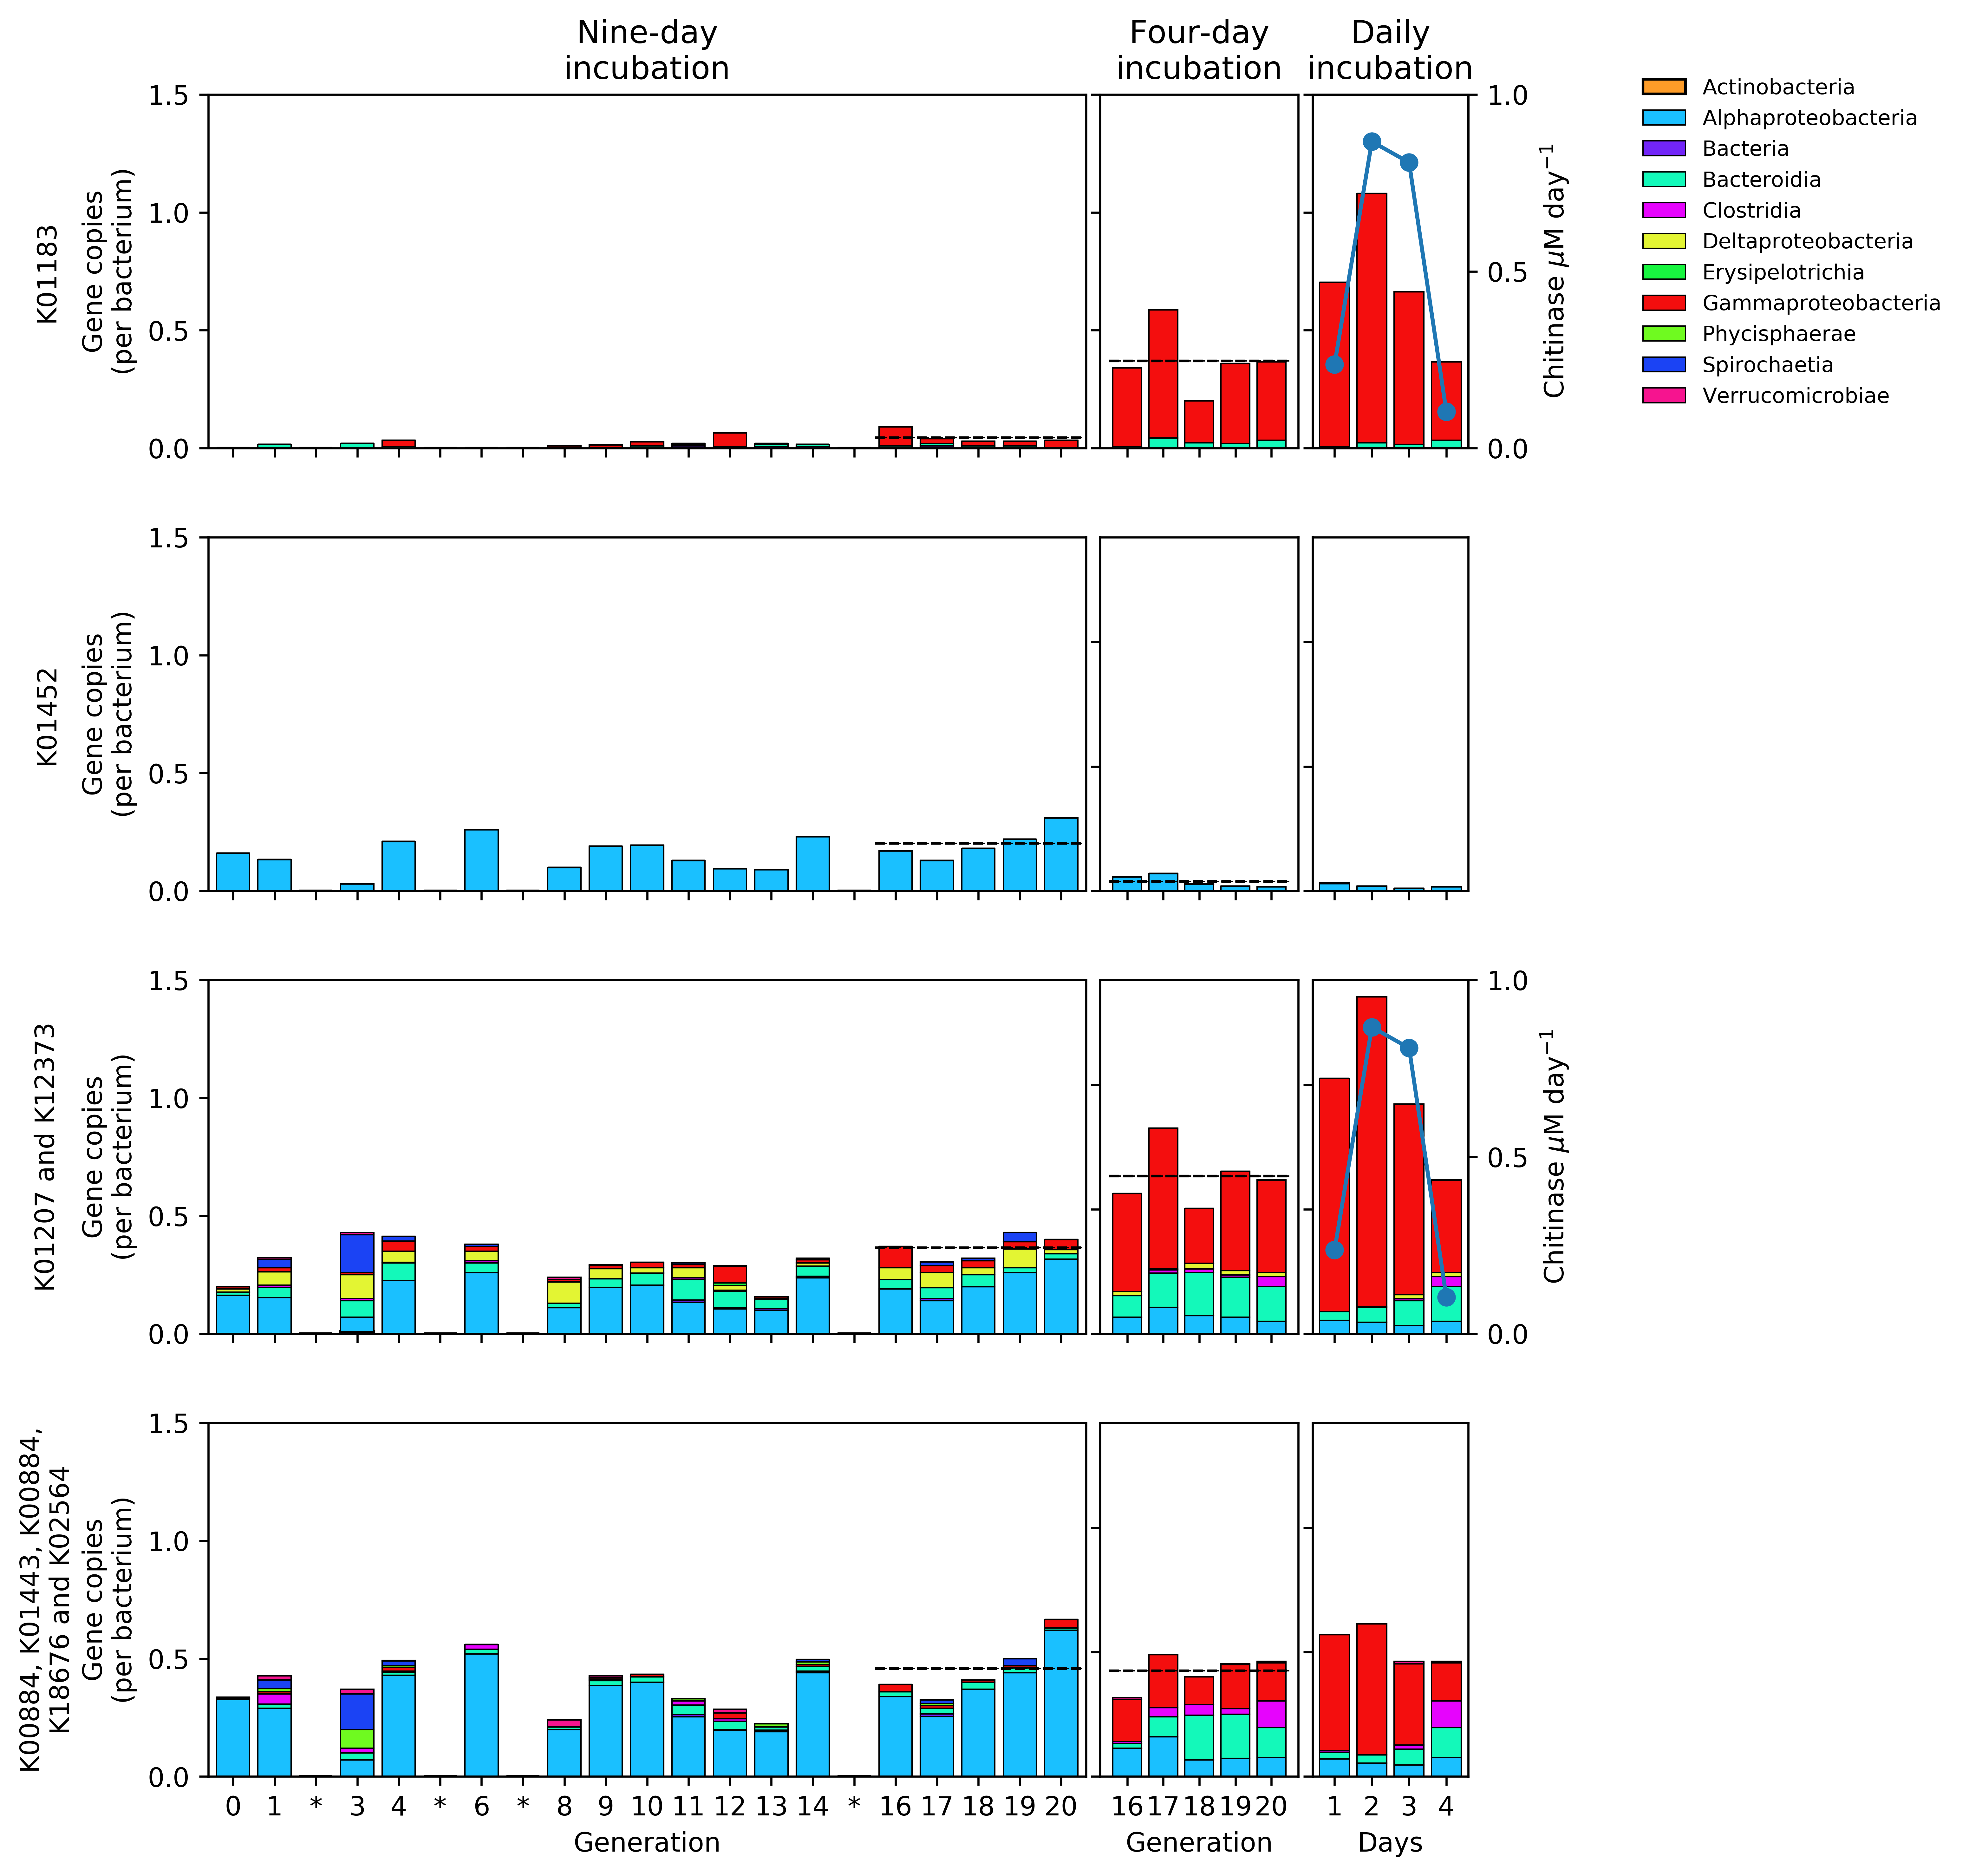 Nine-day
incubation
Four-day
incubation
Daily
incubation
K01183
Gene copies
(per bacterium)
1.5
1.0
0.5
0.0
1.0
0.5
0.0
Chitinase μM day⁻¹
Actinobacteria
Alphaproteobacteria
Bacteria
Bacteroidia
Clostridia
Deltaproteobacteria
Erysipelotrichia
Gammaproteobacteria
Phycisphaerae
Spirochaetia
Verrucomicrobiae
K01452
Gene copies
(per bacterium)
1.5
1.0
0.5
0.0
K01207 and K12373
Gene copies
(per bacterium)
1.5
1.0
0.5
0.0
1.0
0.5
0.0
Chitinase μM day⁻¹
K00884, K01443, K00884,
K18676 and K02564
Gene copies
(per bacterium)
1.5
1.0
0.5
0.0
0 1 * 3 4 * 6 * 8 9 10 11 12 13 14 * 16 17 18 19 20
Generation
16 17 18 19 20
Generation
1 2 3 4
Days